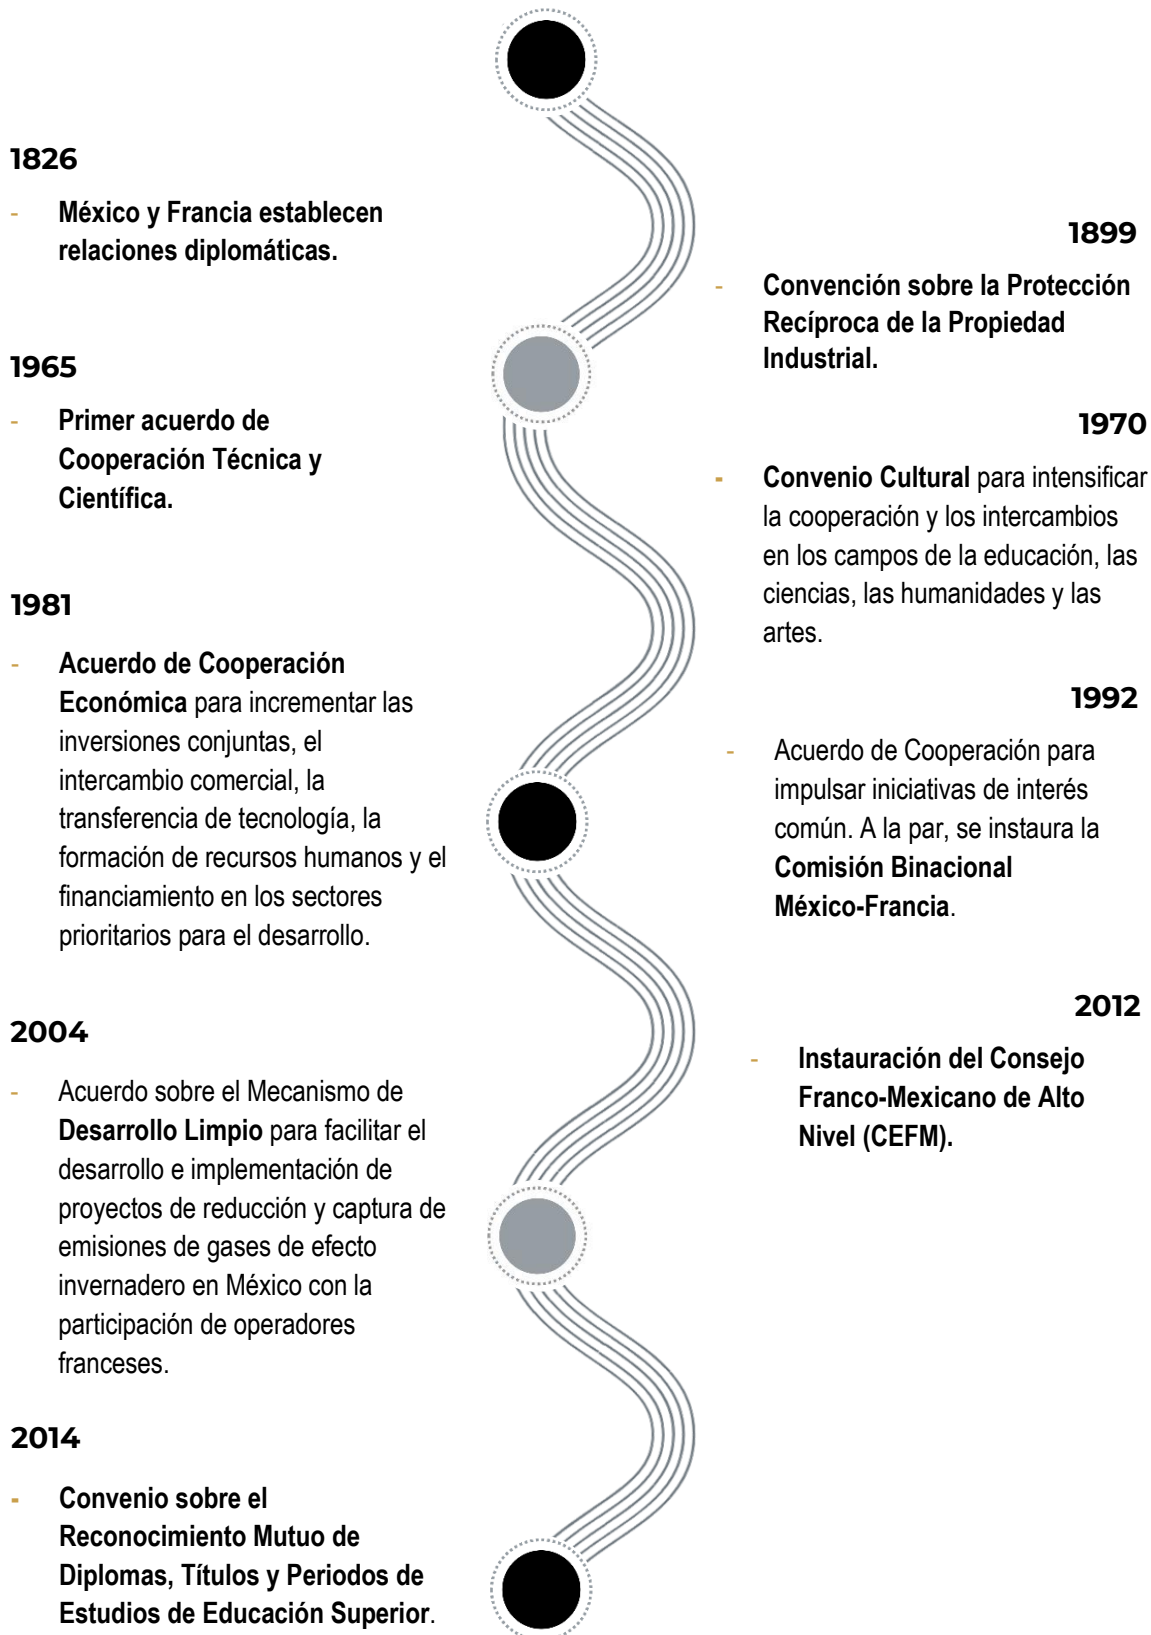 1826
- México y Francia establecen
relaciones diplomáticas.
1899
- Convención sobre la Protección
Recíproca de la Propiedad
Industrial.
1965
- Primer acuerdo de
Cooperación Técnica y
Científica.
1970
- Convenio Cultural para intensificar
la cooperación y los intercambios
en los campos de la educación, las
ciencias, las humanidades y las
artes.
1981
- Acuerdo de Cooperación
Económica para incrementar las
inversiones conjuntas, el
intercambio comercial, la
transferencia de tecnología, la
formación de recursos humanos y el
financiamiento en los sectores
prioritarios para el desarrollo.
1992
- Acuerdo de Cooperación para
impulsar iniciativas de interés
común. A la par, se instaura la
Comisión Binacional
México-Francia.
2004
- Acuerdo sobre el Mecanismo de
Desarrollo Limpio para facilitar el
desarrollo e implementación de
proyectos de reducción y captura de
emisiones de gases de efecto
invernadero en México con la
participación de operadores
franceses.
2012
- Instauración del Consejo
Franco-Mexicano de Alto
Nivel (CEFM).
2014
- Convenio sobre el
Reconocimiento Mutuo de
Diplomas, Títulos y Periodos de
Estudios de Educación Superior.